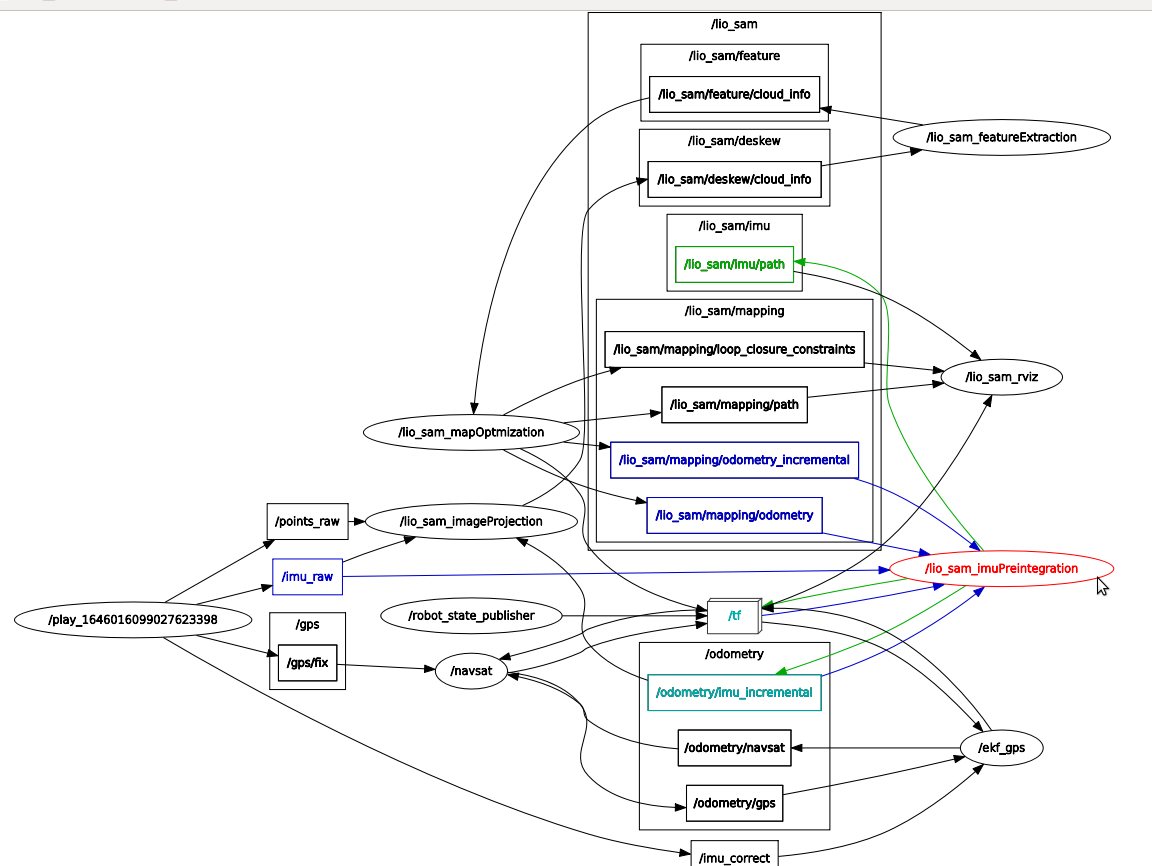 /lio_sam
/lio_sam/feature
/lio_sam/feature/cloud_info
/lio_sam_featureExtraction
/lio_sam/deskew
/lio_sam/deskew/cloud_info
/lio_sam/imu
/lio_sam/imu/path
/lio_sam/mapping
/lio_sam/mapping/loop_closure_constraints
/lio_sam_rviz
/lio_sam/mapping/path
/lio_sam_mapOptmization
/lio_sam/mapping/odometry_incremental
/lio_sam/mapping/odometry
/points_raw
/lio_sam_imageProjection
/lio_sam_imuPreintegration
/imu_raw
/play_1646016099027623398
/robot_state_publisher
/tf
/gps
/gps/fix
/navsat
/odometry
/odometry/imu_incremental
/odometry/navsat
/ekf_gps
/odometry/gps
/imu_correct